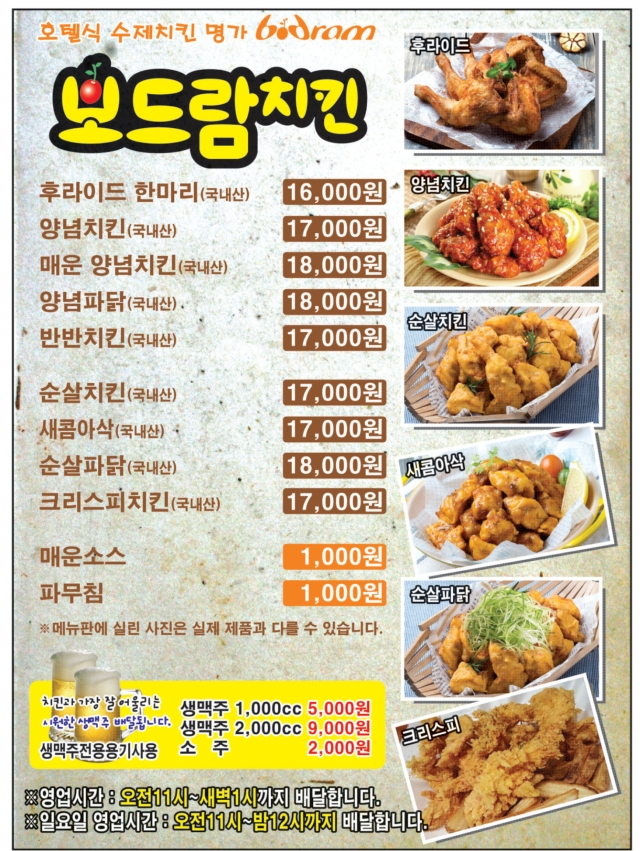 호텔식 수제치킨 명가 bodram
보드람치킨
후라이드 한마리(국내산) 16,000원
양념치킨(국내산) 17,000원
매운 양념치킨(국내산) 18,000원
양념파닭(국내산) 18,000원
반반치킨(국내산) 17,000원
순살치킨(국내산) 17,000원
새콤아삭(국내산) 17,000원
순살파닭(국내산) 18,000원
크리스피치킨(국내산) 17,000원
매운소스 1,000원
파무침 1,000원
※메뉴판에 실린 사진은 실제 제품과 다를 수 있습니다.
치킨과 가장 잘 어울리는
시원한 생맥주 배달됩니다.
생맥주전용용기사용
생맥주 1,000cc 5,000원
생맥주 2,000cc 9,000원
소 주 2,000원
※영업시간 : 오전11시~새벽1시까지 배달합니다.
※일요일 영업시간 : 오전11시~밤12시까지 배달합니다.
후라이드
양념치킨
순살치킨
새콤아삭
순살파닭
크리스피